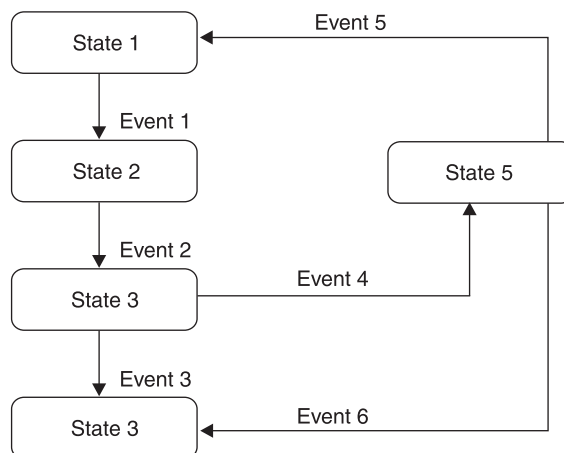 Event 5
State 1
Event 1
State 2
State 5
Event 2
State 3
Event 4
Event 3
State 3
Event 6